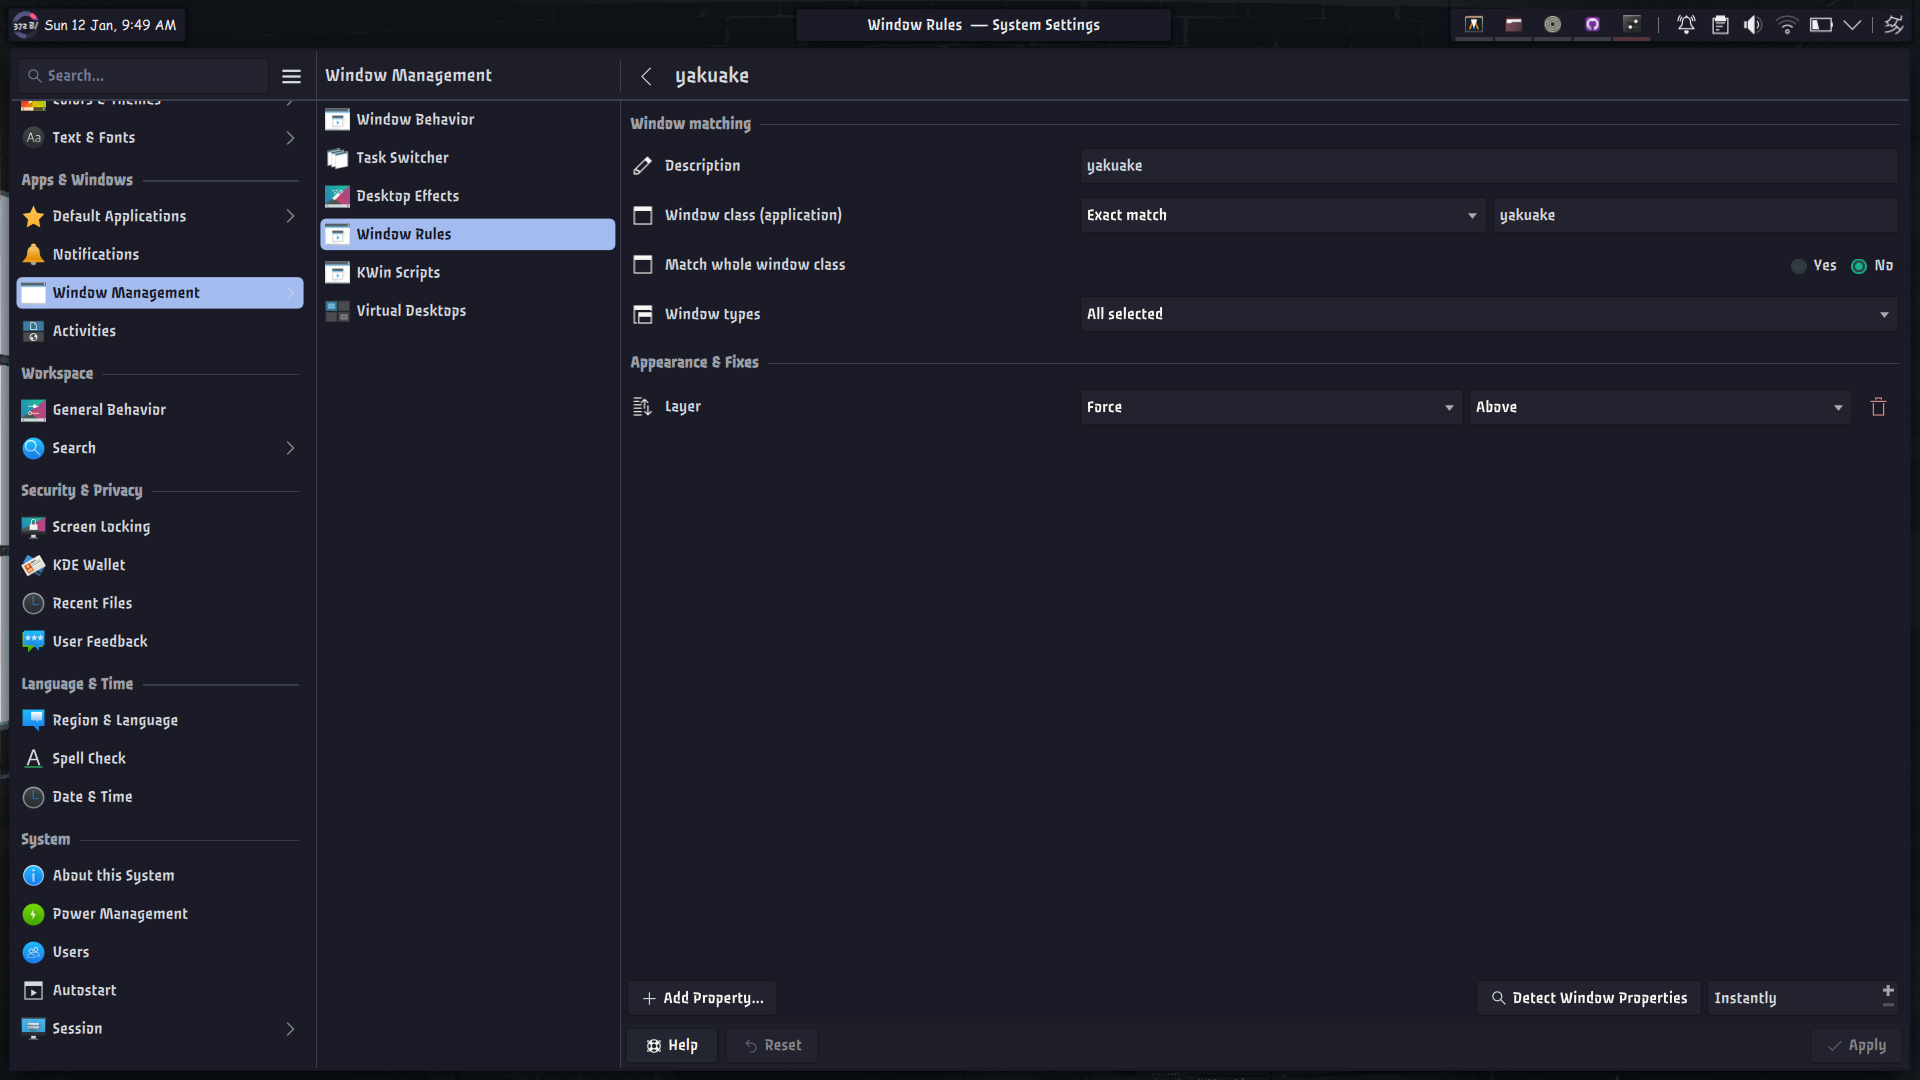 Sun 12 Jan, 9:49 AM
Window Rules — System Settings
Search...
Window Management
yakuake
Colors & Themes
Text & Fonts
Apps & Windows
Default Applications
Notifications
Window Management
Activities
Workspace
General Behavior
Search
Security & Privacy
Screen Locking
KDE Wallet
Recent Files
User Feedback
Language & Time
Region & Language
Spell Check
Date & Time
System
About this System
Power Management
Users
Autostart
Session
Window Behavior
Task Switcher
Desktop Effects
Window Rules
KWin Scripts
Virtual Desktops
Window matching
Description yakuake
Window class (application) Exact match yakuake
Match whole window class Yes No
Window types All selected
Appearance & Fixes
Layer Force Above
Add Property... Detect Window Properties Instantly
Help Reset Apply